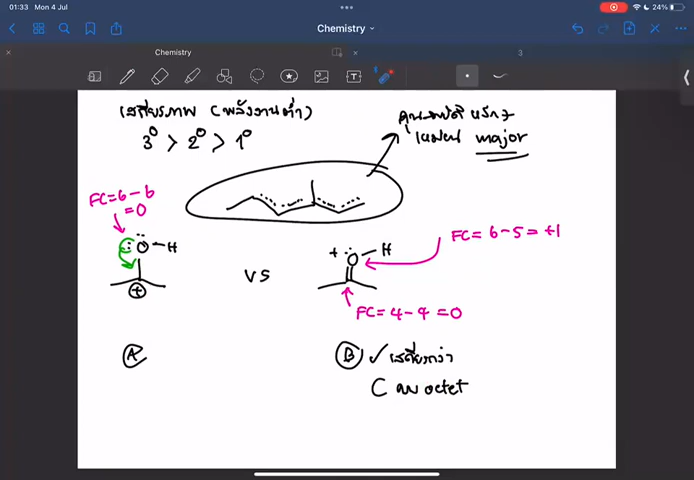 01:33 Mon 4 Jul
24%
Chemistry
Chemistry
3
เสถียรภาพ (พลังงานต่ำ)
3° > 2° > 1°
major
FC=6-6
=0
Ö-H
+
vs
+ Ö-H
FC= 6-5=+1
FC=4-4=0
A
B ✓เสถียรกว่า
C ครบ octet